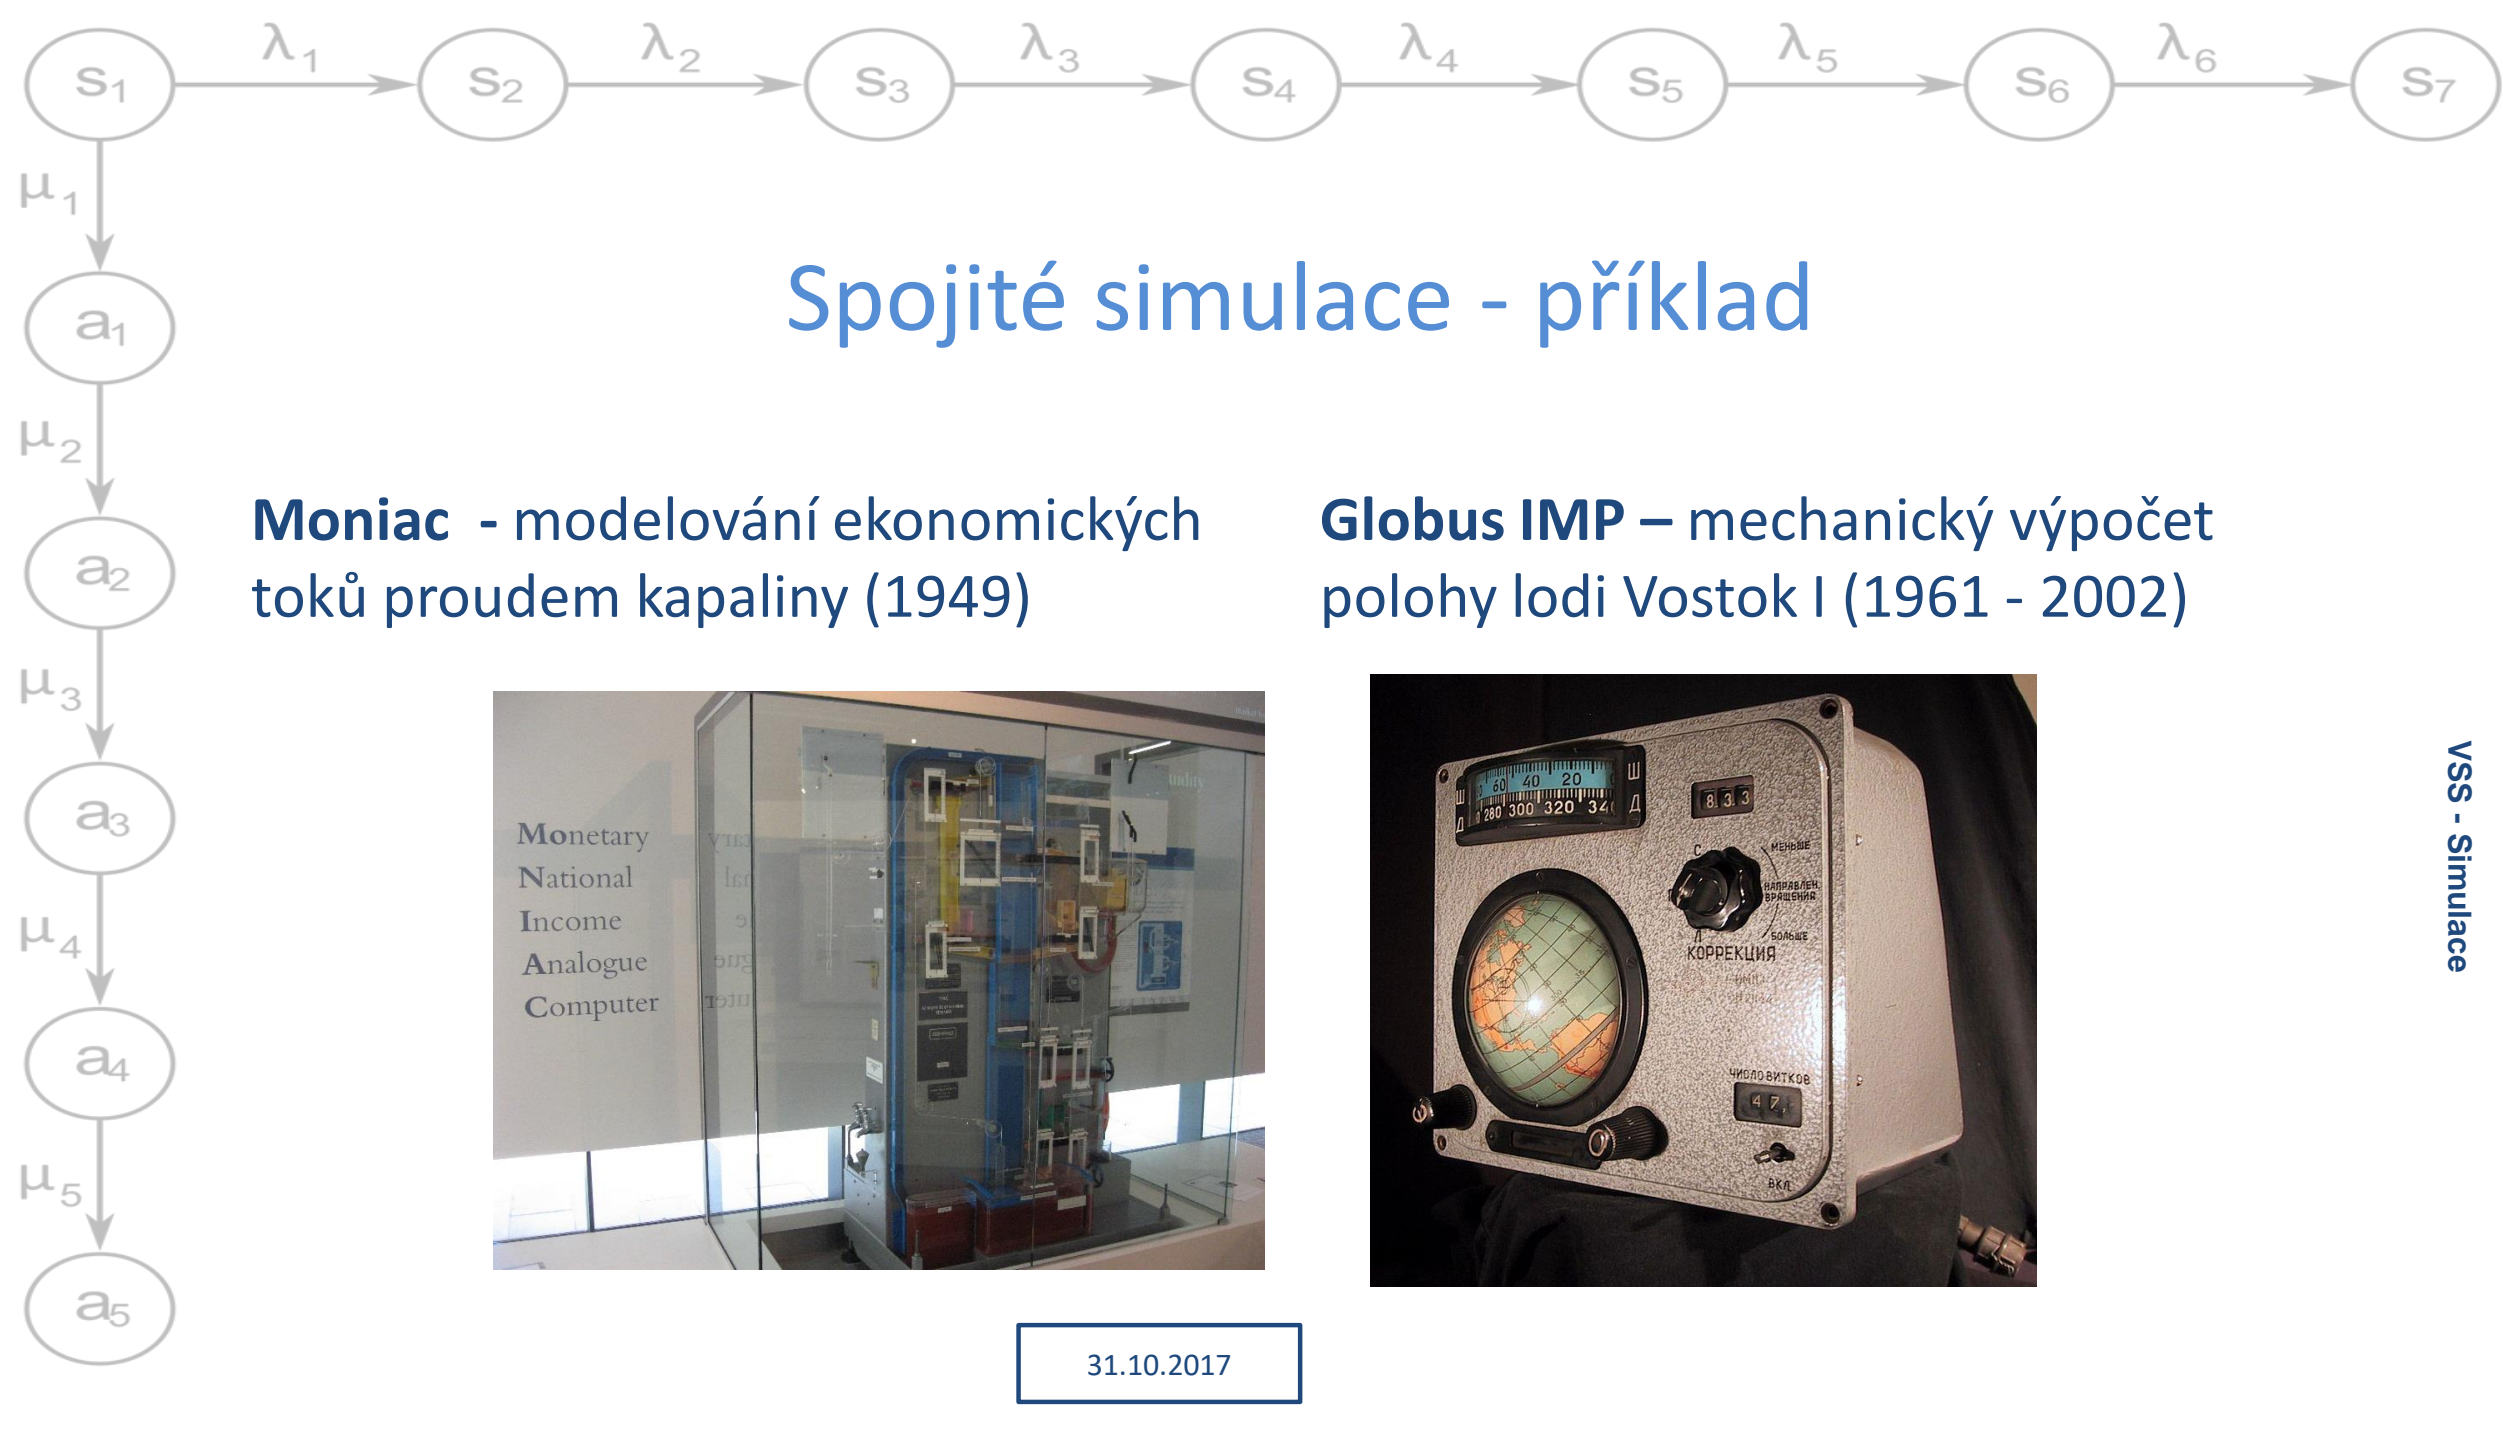 s1 λ1 s2 λ2 s3 λ3 s4 λ4 s5 λ5 s6 λ6 s7
μ1
a1
μ2
a2
μ3
a3
μ4
a4
μ5
a5
Spojité simulace - příklad
Moniac - modelování ekonomických
toků proudem kapaliny (1949)
Globus IMP – mechanický výpočet
polohy lodi Vostok I (1961 - 2002)
Monetary
National
Income
Analogue
Computer
60 40 20 Ш
Ш
280 300 320 34 Д
Д
8 3 3
С
МЕНЬШЕ
НАПРАВЛЕН.
ВРАЩЕНИЯ
Л
БОЛЬШЕ
КОРРЕКЦИЯ
ЧИСЛО ВИТКОВ
4 7
ВКЛ
VSS - Simulace
31.10.2017